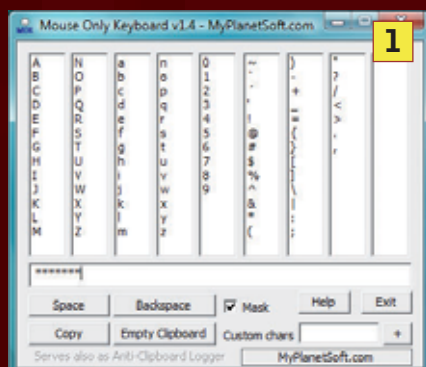 Mouse Only Keyboard v1.4 - MyPlanetSoft.com
1
A N a n 0 ~ ) "
B O b o 1 ` - ?
C P c p 2 + /
D Q d q 3 ' _ <
E R e r 4 ! = >
F S f s 5 @ { .
G T g t 6 # } ,
H U h u 7 $ [
I V i v 8 % ]
J W j w 9 ^ \
K X k x & |
L Y l y * :
M Z m z ( ;
*******
Space Backspace Mask Help Exit
Copy Empty Clipboard Custom chars +
Serves also as Anti-Clipboard Logger MyPlanetSoft.com